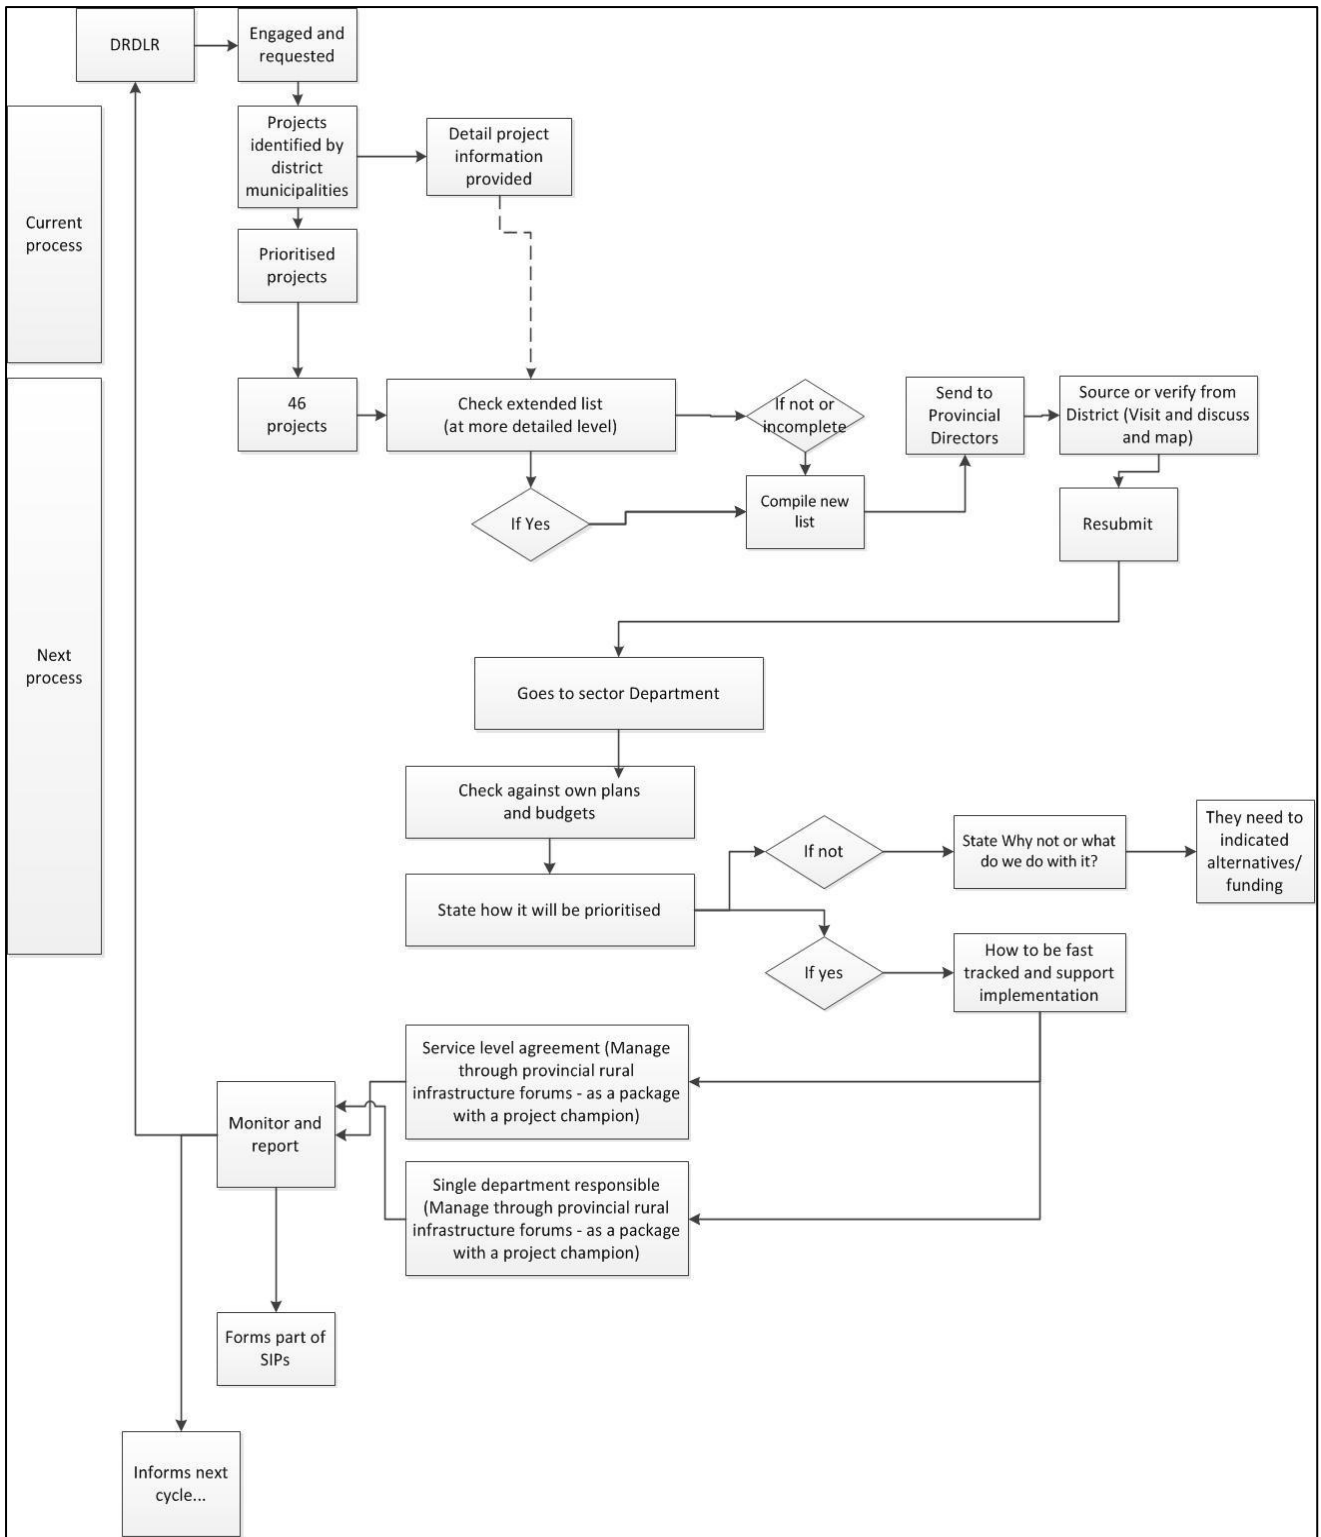 DRDLR
Engaged and
requested
Projects
identified by
district
municipalities
Detail project
information
provided
Current
process
Prioritised
projects
46
projects
Check extended list
(at more detailed level)
If not or
incomplete
Send to
Provincial
Directors
Source or verify from
District (Visit and discuss
and map)
If Yes
Compile new
list
Resubmit
Next
process
Goes to sector Department
Check against own plans
and budgets
If not
State Why not or what
do we do with it?
They need to
indicated
alternatives/
funding
State how it will be prioritised
If yes
How to be fast
tracked and support
implementation
Service level agreement (Manage
through provincial rural
infrastructure forums - as a package
with a project champion)
Monitor and
report
Single department responsible
(Manage through provincial rural
infrastructure forums - as a package
with a project champion)
Forms part of
SIPs
Informs next
cycle...